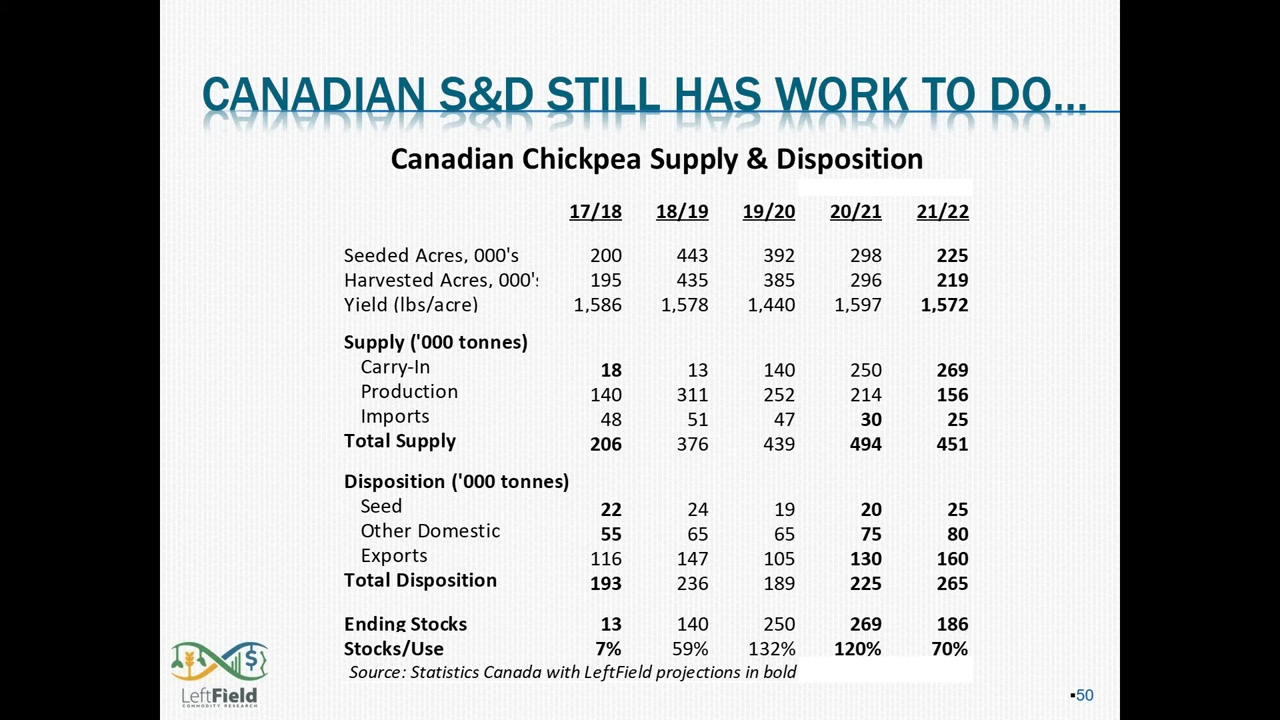 CANADIAN S&D STILL HAS WORK TO DO...
Canadian Chickpea Supply & Disposition
17/18 18/19 19/20 20/21 21/22
Seeded Acres, 000's 200 443 392 298 225
Harvested Acres, 000's 195 435 385 296 219
Yield (lbs/acre) 1,586 1,578 1,440 1,597 1,572
Supply ('000 tonnes)
Carry-In 18 13 140 250 269
Production 140 311 252 214 156
Imports 48 51 47 30 25
Total Supply 206 376 439 494 451
Disposition ('000 tonnes)
Seed 22 24 19 20 25
Other Domestic 55 65 65 75 80
Exports 116 147 105 130 160
Total Disposition 193 236 189 225 265
Ending Stocks 13 140 250 269 186
Stocks/Use 7% 59% 132% 120% 70%
Source: Statistics Canada with LeftField projections in bold
LeftField
COMMODITY RESEARCH
▪50